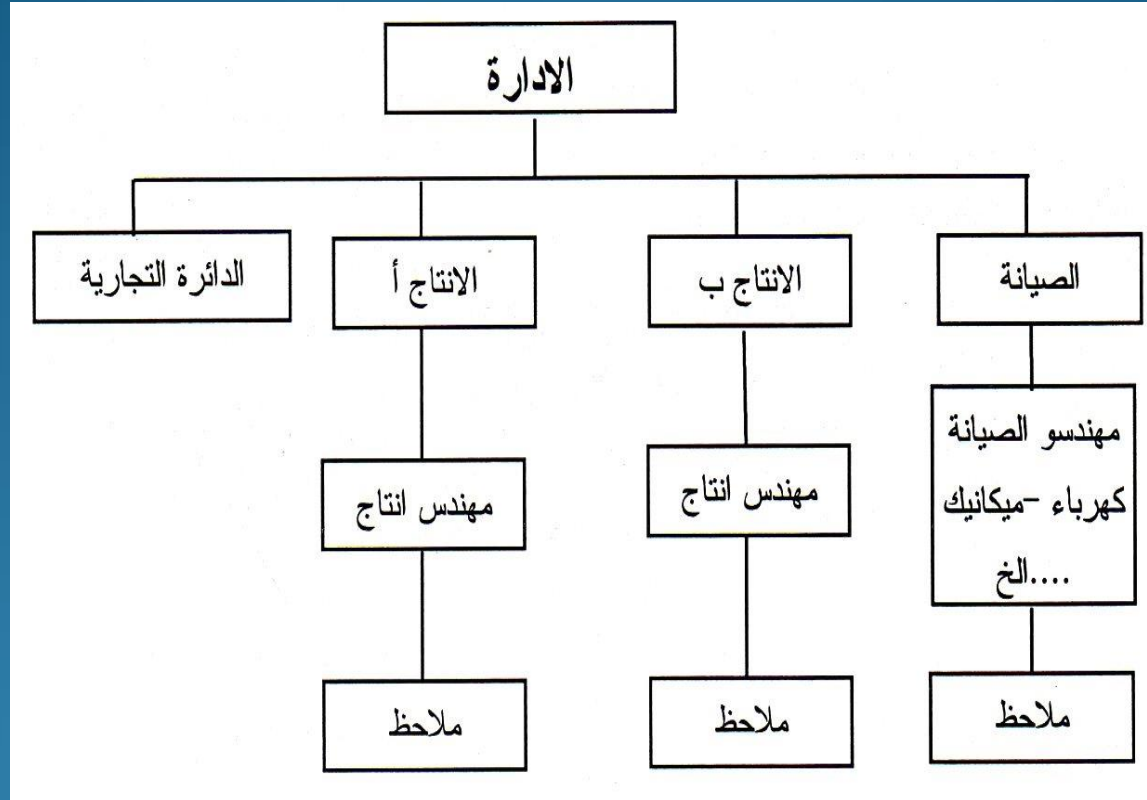 الادارة
الصيانة
الانتاج ب
الانتاج أ
الدائرة التجارية
مهندسو الصيانة
كهرباء -ميكانيك
....الخ
مهندس انتاج
مهندس انتاج
ملاحظ
ملاحظ
ملاحظ